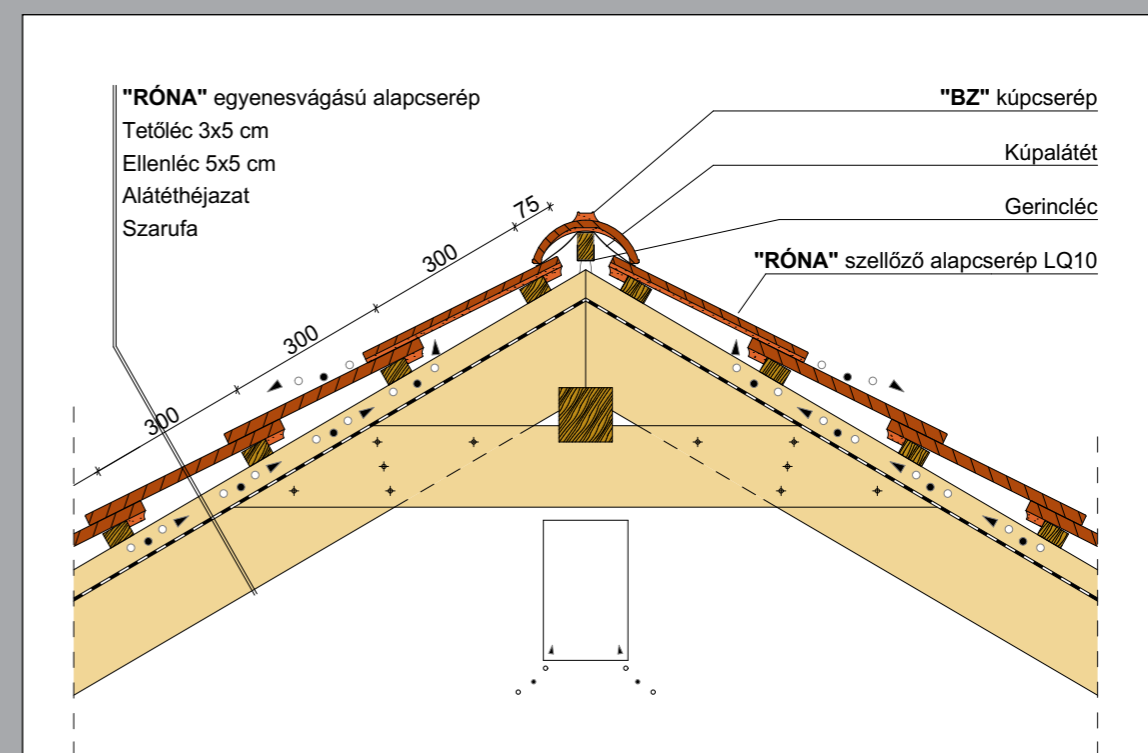 "RÓNA" egyenesvágású alapcserép
Tetőléc 3x5 cm
Ellenléc 5x5 cm
Alátéthéjazat
Szarufa
"BZ" kúpcserép
Kúpalátét
Gerincléc
"RÓNA" szellőző alapcserép LQ10
75
300
300
300